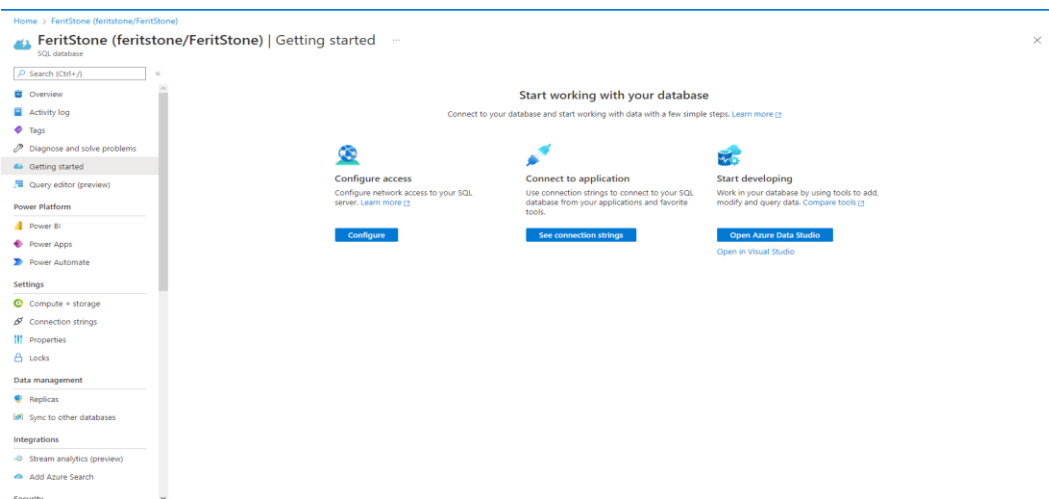 Home > FeritStone (feritstone/FeritStone)
FeritStone (feritstone/FeritStone) | Getting started ...
SQL database
Search (Ctrl+/)
Overview
Activity log
Tags
Diagnose and solve problems
Getting started
Query editor (preview)
Power Platform
Power BI
Power Apps
Power Automate
Settings
Compute + storage
Connection strings
Properties
Locks
Data management
Replicas
Sync to other databases
Integrations
Stream analytics (preview)
Add Azure Search
Security
Start working with your database
Connect to your database and start working with data with a few simple steps. Learn more
Configure access
Configure network access to your SQL
server. Learn more
Configure
Connect to application
Use connection strings to connect to your SQL
database from your applications and favorite
tools.
See connection strings
Start developing
Work in your database by using tools to add,
modify and query data. Compare tools
Open Azure Data Studio
Open in Visual Studio